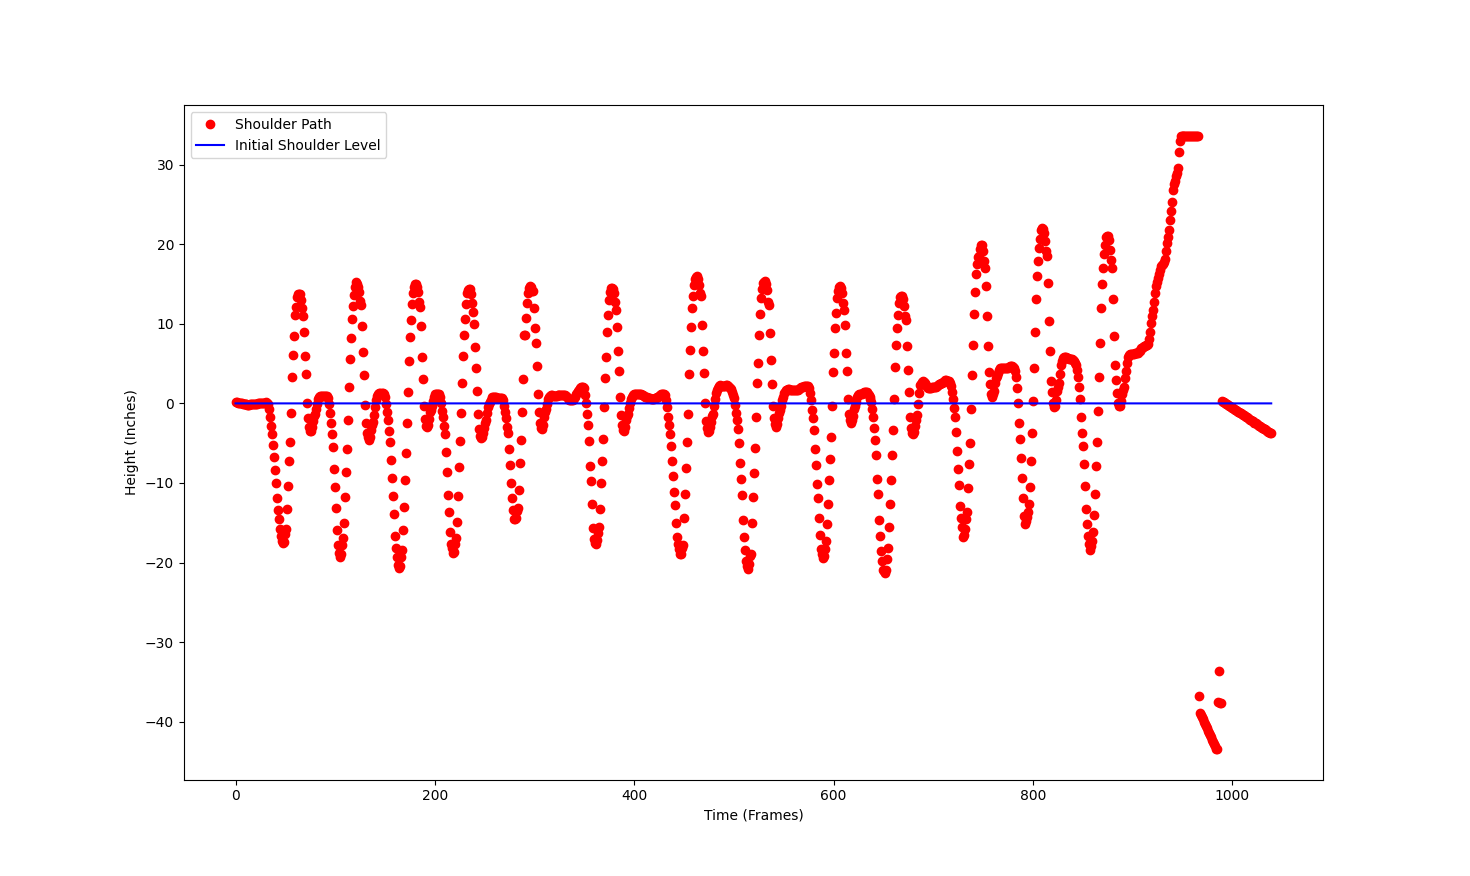 Shoulder Path
Initial Shoulder Level
Height (Inches)
30
20
10
0
−10
−20
−30
−40
0 200 400 600 800 1000
Time (Frames)